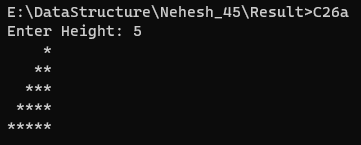 E:\DataStructure\Nehesh_45\Result>C26a
Enter Height: 5
    *
   **
  ***
 ****
*****